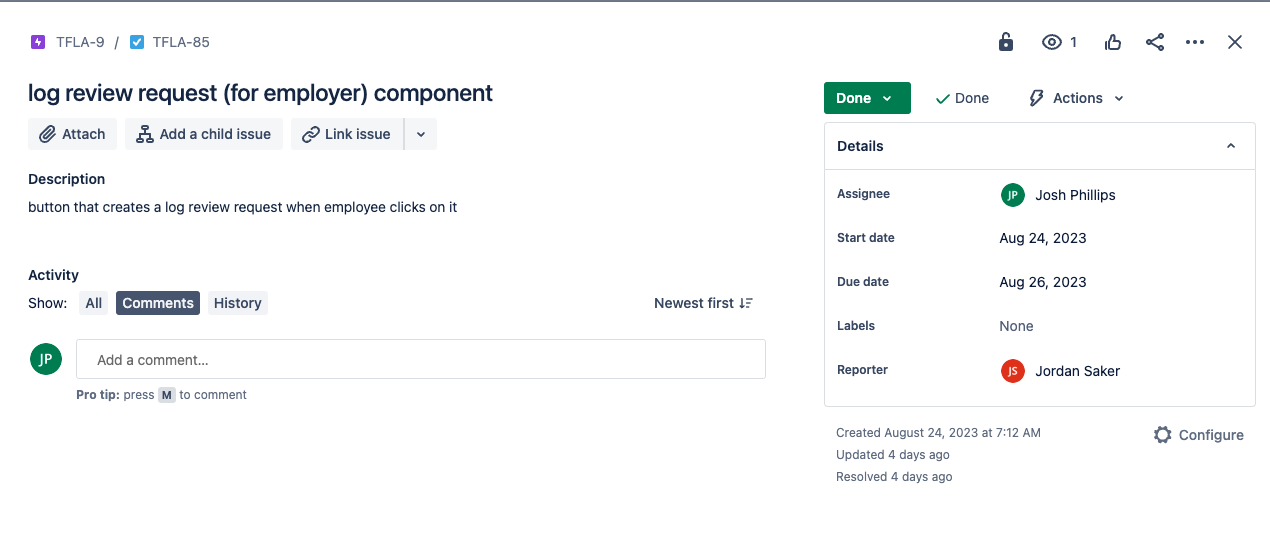 TFLA-9 / TFLA-85
1
log review request (for employer) component
Attach
Add a child issue
Link issue
Description
button that creates a log review request when employee clicks on it
Activity
Show: All Comments History
Newest first
JP
Add a comment...
Pro tip: press M to comment
Done
Done
Actions
Details
Assignee
JP Josh Phillips
Start date
Aug 24, 2023
Due date
Aug 26, 2023
Labels
None
Reporter
JS Jordan Saker
Created August 24, 2023 at 7:12 AM
Updated 4 days ago
Resolved 4 days ago
Configure